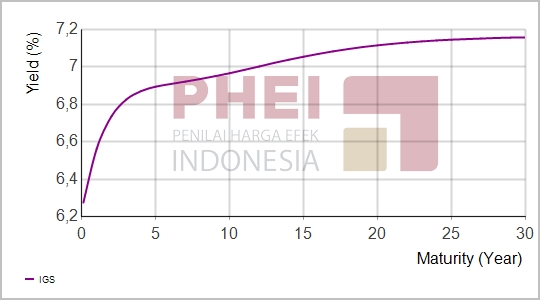 Yield (%)
7,2
7
6,8
6,6
6,4
6,2
PHEI
PENILAI HARGA EFEK
INDONESIA
0 5 10 15 20 25 30
Maturity (Year)
IGS